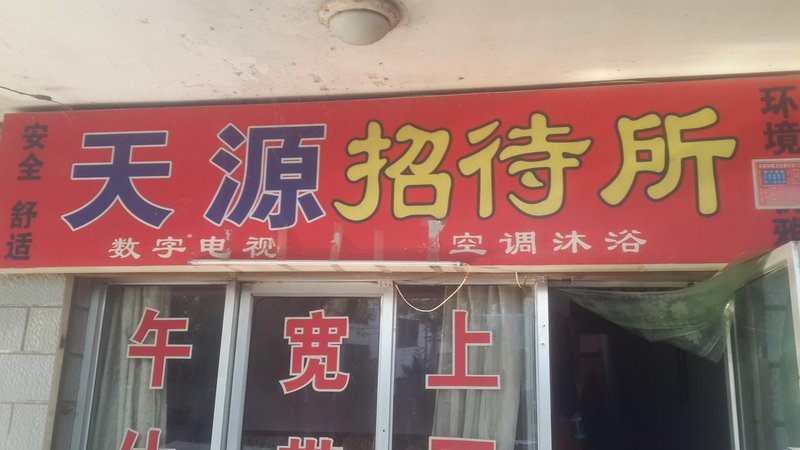 安全 舒适
天源招待所
数字电视 空调沐浴
环境
雅
午
宽
上